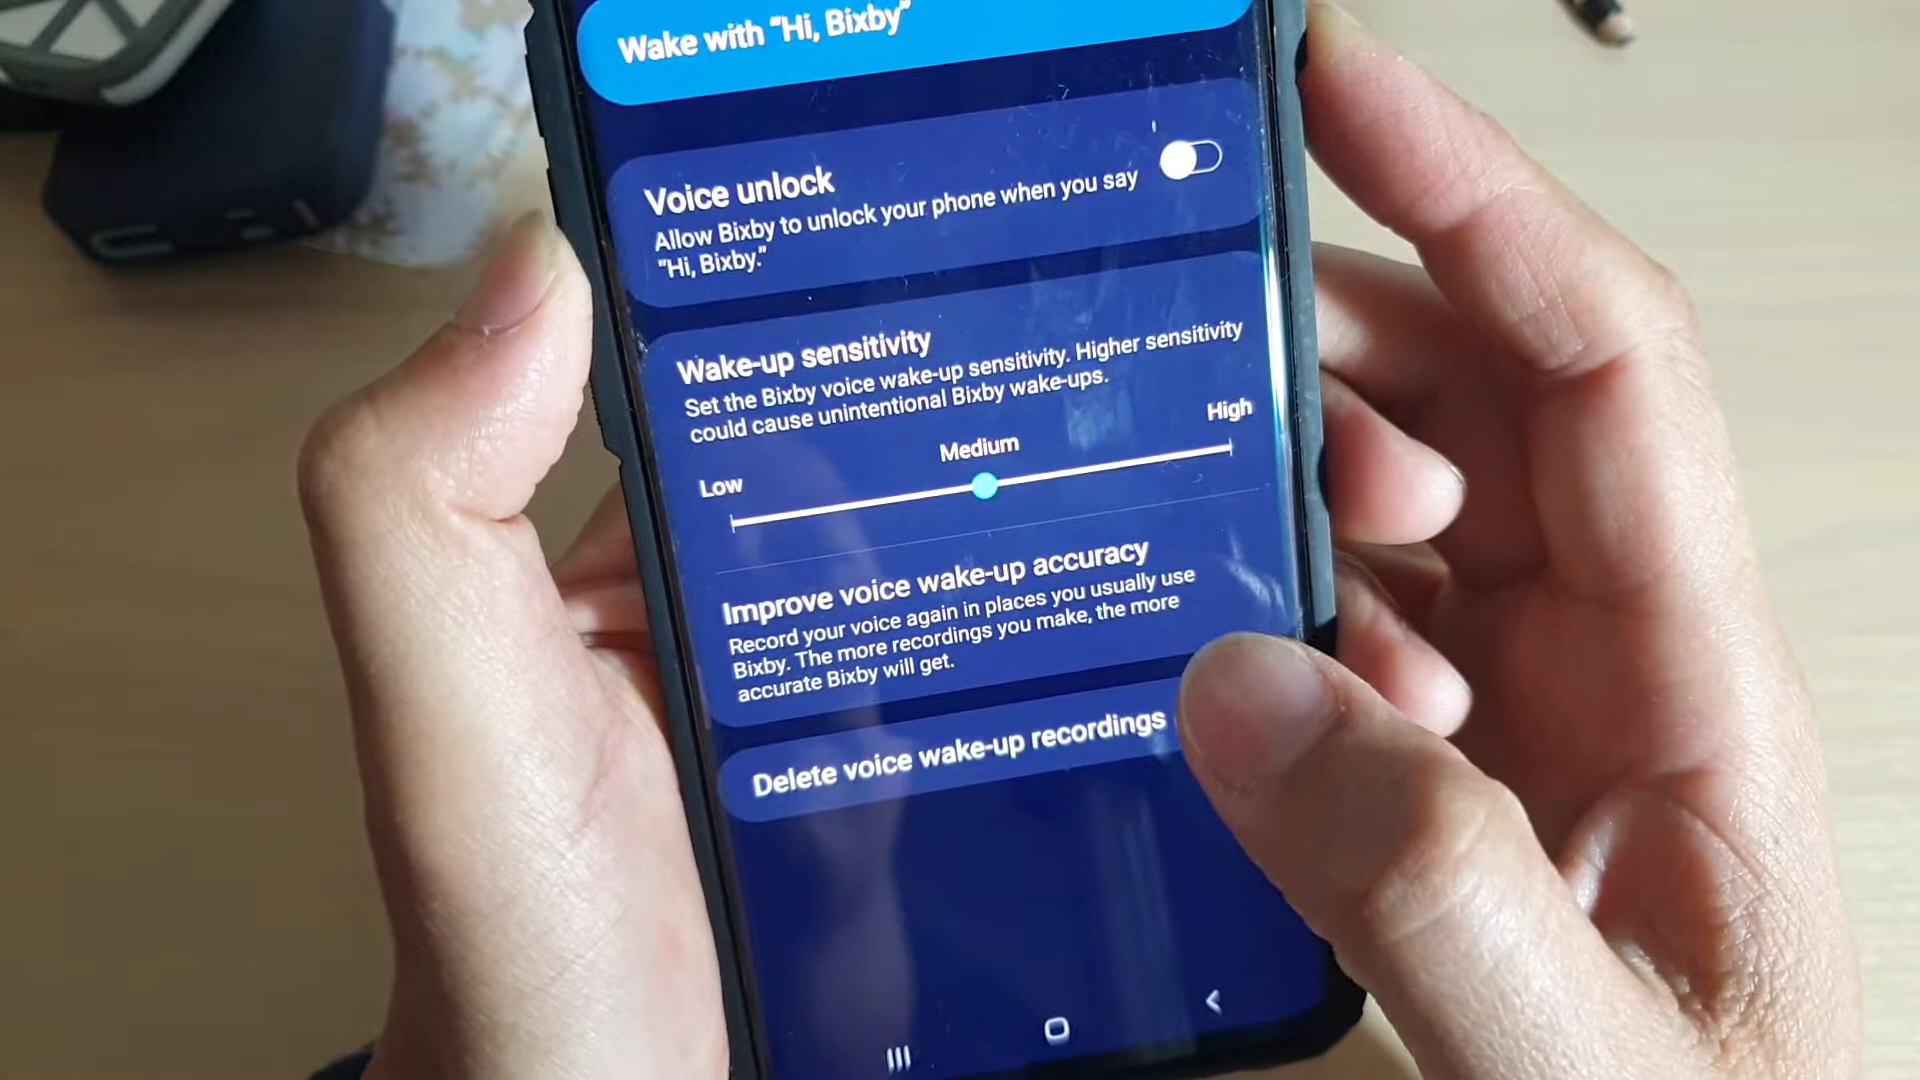 Wake with “Hi, Bixby”
Voice unlock
Allow Bixby to unlock your phone when you say
“Hi, Bixby.”
Wake-up sensitivity
Set the Bixby voice wake-up sensitivity. Higher sensitivity
could cause unintentional Bixby wake-ups.
Low
Medium
High
Improve voice wake-up accuracy
Record your voice again in places you usually use
Bixby. The more recordings you make, the more
accurate Bixby will get.
Delete voice wake-up recordings